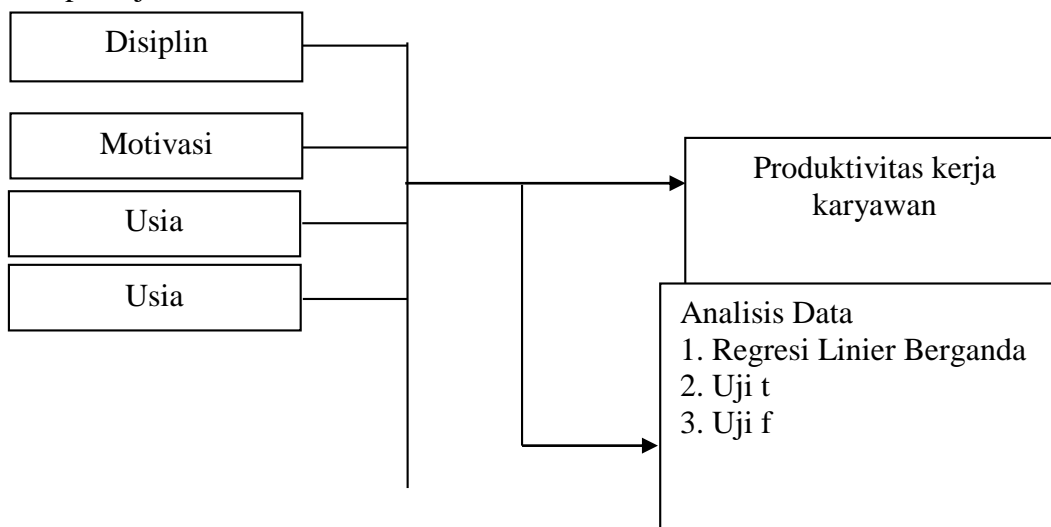 Disiplin
Motivasi
Usia
Usia
Produktivitas kerja
karyawan
Analisis Data
1. Regresi Linier Berganda
2. Uji t
3. Uji f